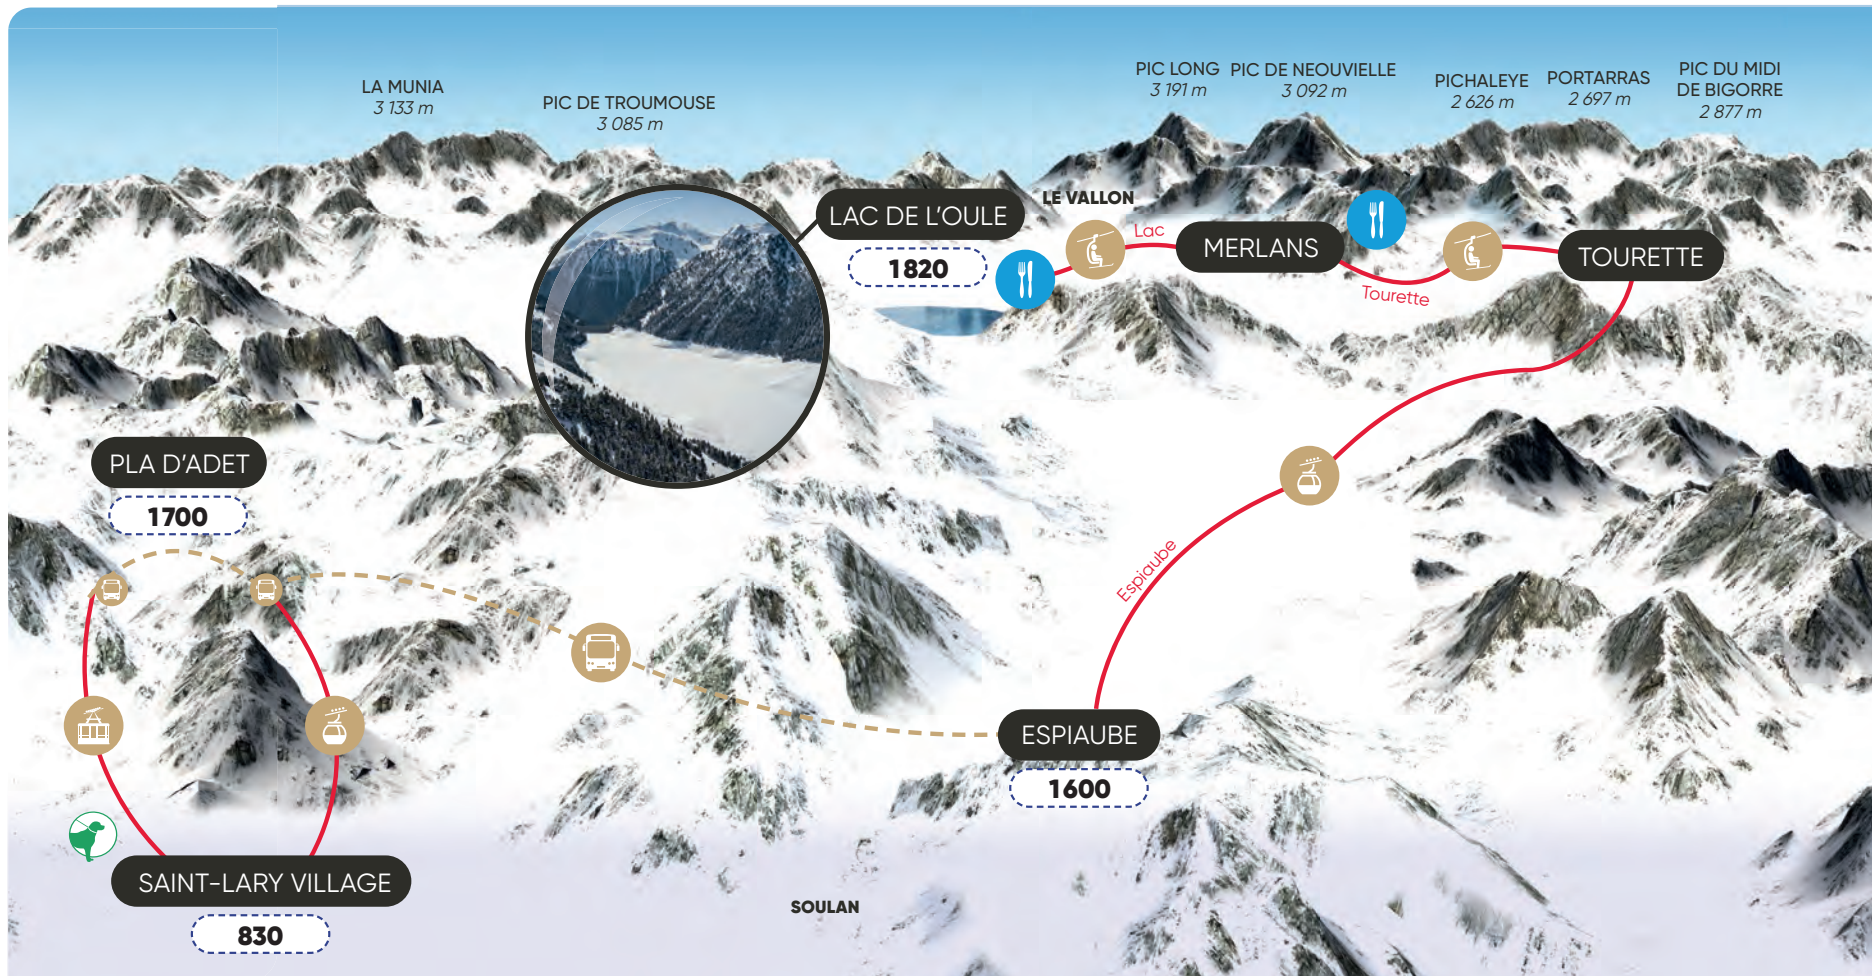 LA MUNIA
3 133 m
PIC DE TROUMOUSE
3 085 m
PIC LONG
3 191 m
PIC DE NEOUVIELLE
3 092 m
PICHALEYE
2 626 m
PORTARRAS
2 697 m
PIC DU MIDI
DE BIGORRE
2 877 m
LAC DE L'OULE
1820
LE VALLON
Lac
MERLANS
Tourette
TOURETTE
PLA D'ADET
1700
Espiaube
ESPIAUBE
1600
SAINT-LARY VILLAGE
830
SOULAN